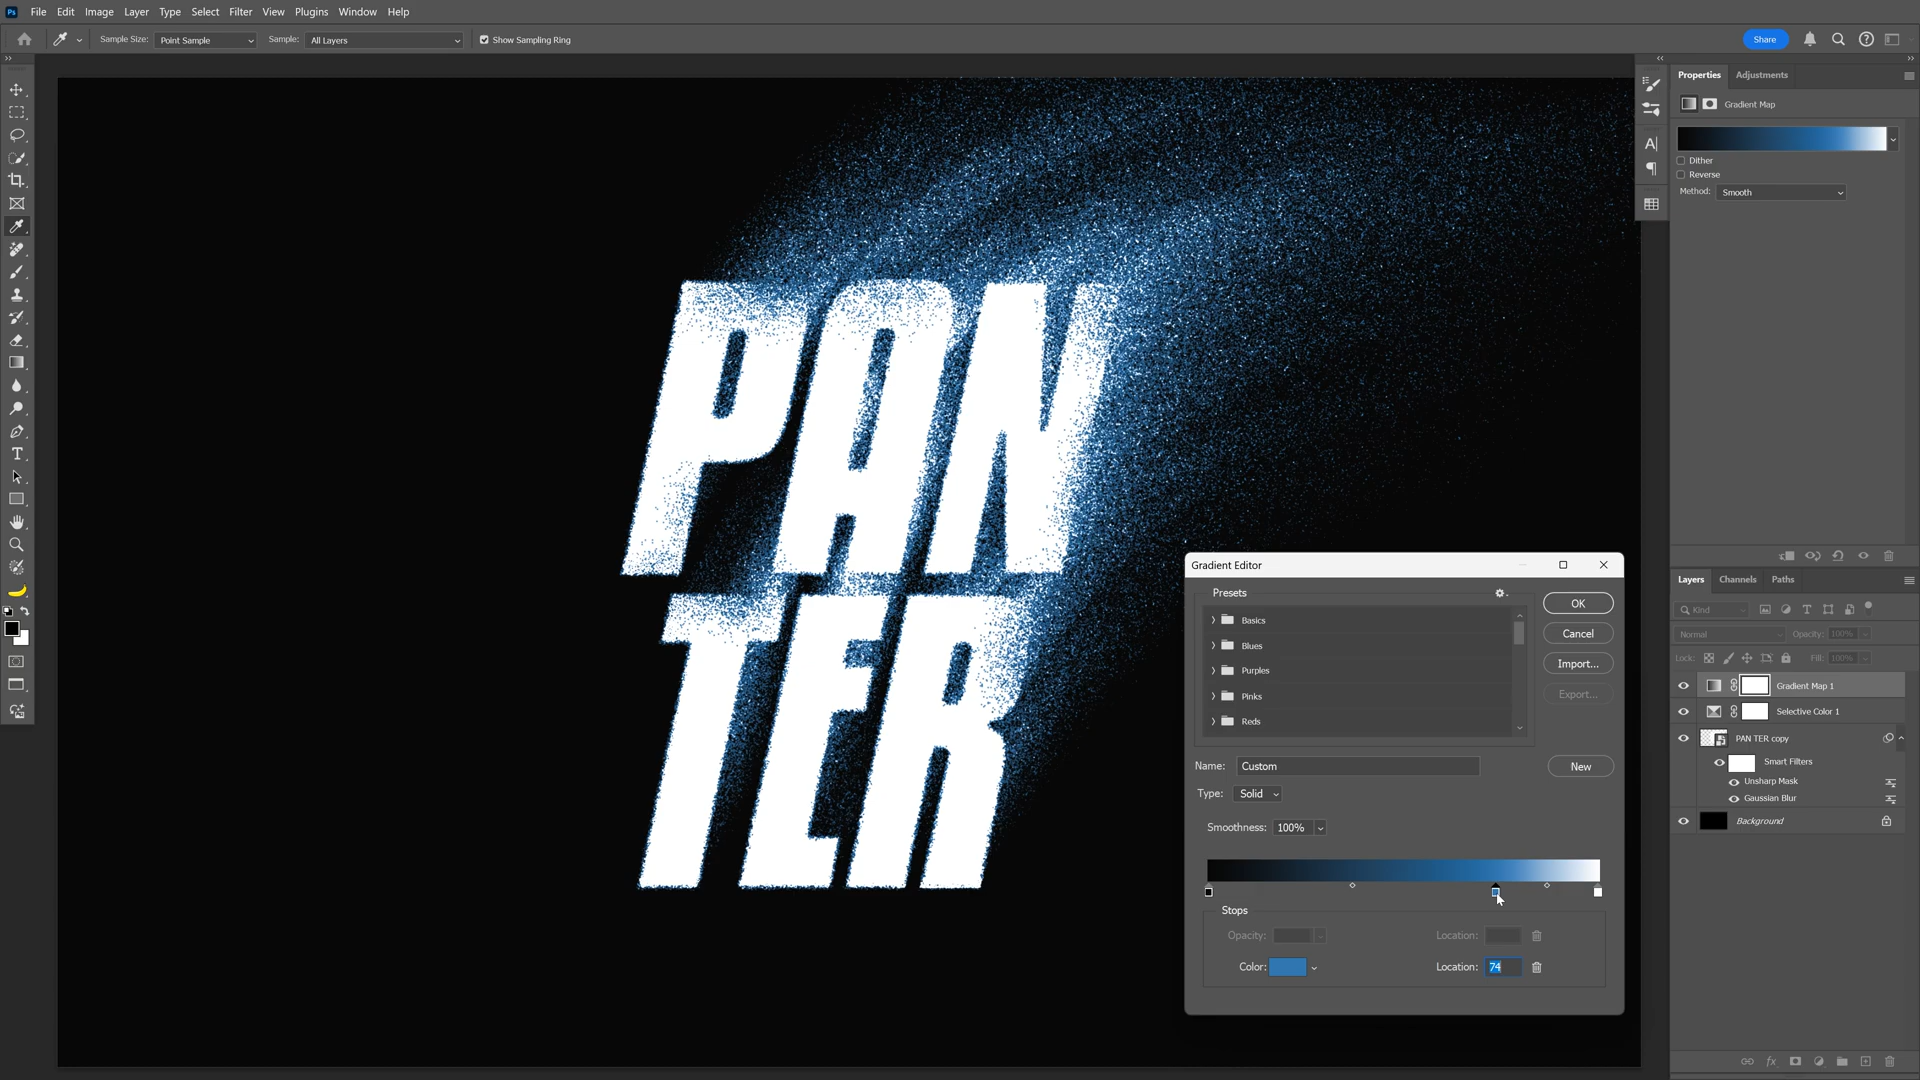 Ps File Edit Image Layer Type Select Filter View Plugins Window Help
Sample Size: Point Sample Sample: All Layers Show Sampling Ring Share
Properties Adjustments
Gradient Map
Dither
Reverse
Method: Smooth
PAN
TER
Gradient Editor
Presets
Basics
Blues
Purples
Pinks
Reds
OK
Cancel
Import...
Export...
Name: Custom New
Type: Solid
Smoothness: 100%
Stops
Opacity: Location:
Color: Location: 74
Layers Channels Paths
Kind
Normal Opacity: 100%
Lock: Fill: 100%
Gradient Map 1
Selective Color 1
PAN TER copy
Smart Filters
Unsharp Mask
Gaussian Blur
Background
fx